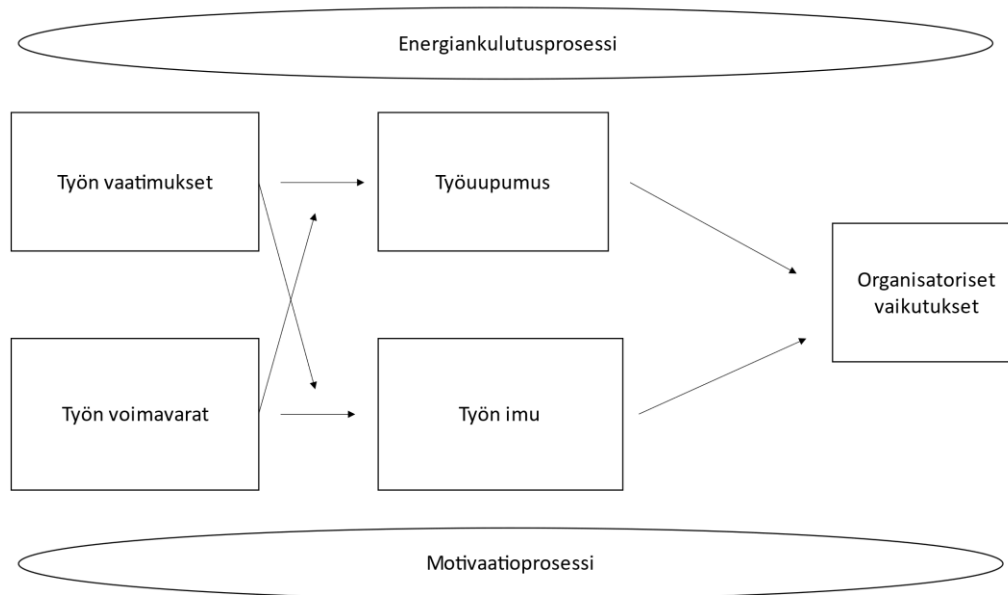 Energiankulutusprosessi
Työn vaatimukset
Työuupumus
Organisatoriset
vaikutukset
Työn voimavarat
Työn imu
Motivaatioprosessi